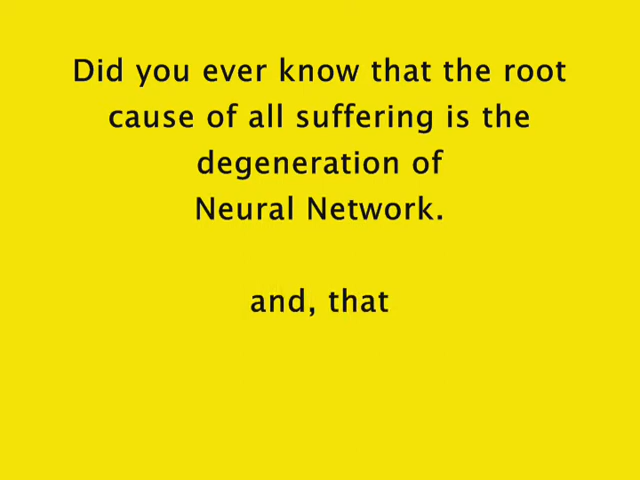 Did you ever know that the root
cause of all suffering is the
degeneration of
Neural Network.
and, that